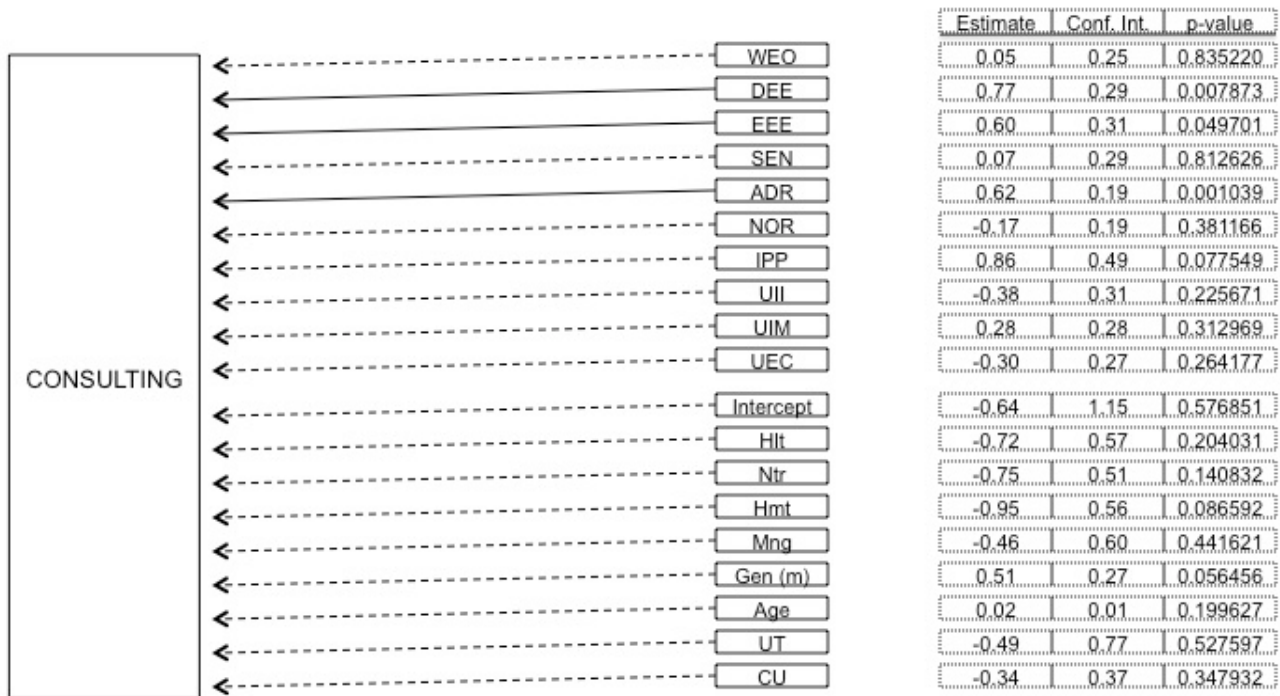 Estimate Conf. Int. p-value
WEO 0.05 0.25 0.835220
DEE 0.77 0.29 0.007873
EEE 0.60 0.31 0.049701
SEN 0.07 0.29 0.812626
ADR 0.62 0.19 0.001039
NOR -0.17 0.19 0.381166
IPP 0.86 0.49 0.077549
UII -0.38 0.31 0.225671
UIM 0.28 0.28 0.312969
UEC -0.30 0.27 0.264177
CONSULTING
Intercept -0.64 1.15 0.576851
Hlt -0.72 0.57 0.204031
Ntr -0.75 0.51 0.140832
Hmt -0.95 0.56 0.086592
Mng -0.46 0.60 0.441621
Gen (m) 0.51 0.27 0.056456
Age 0.02 0.01 0.199627
UT -0.49 0.77 0.527597
CU -0.34 0.37 0.347932